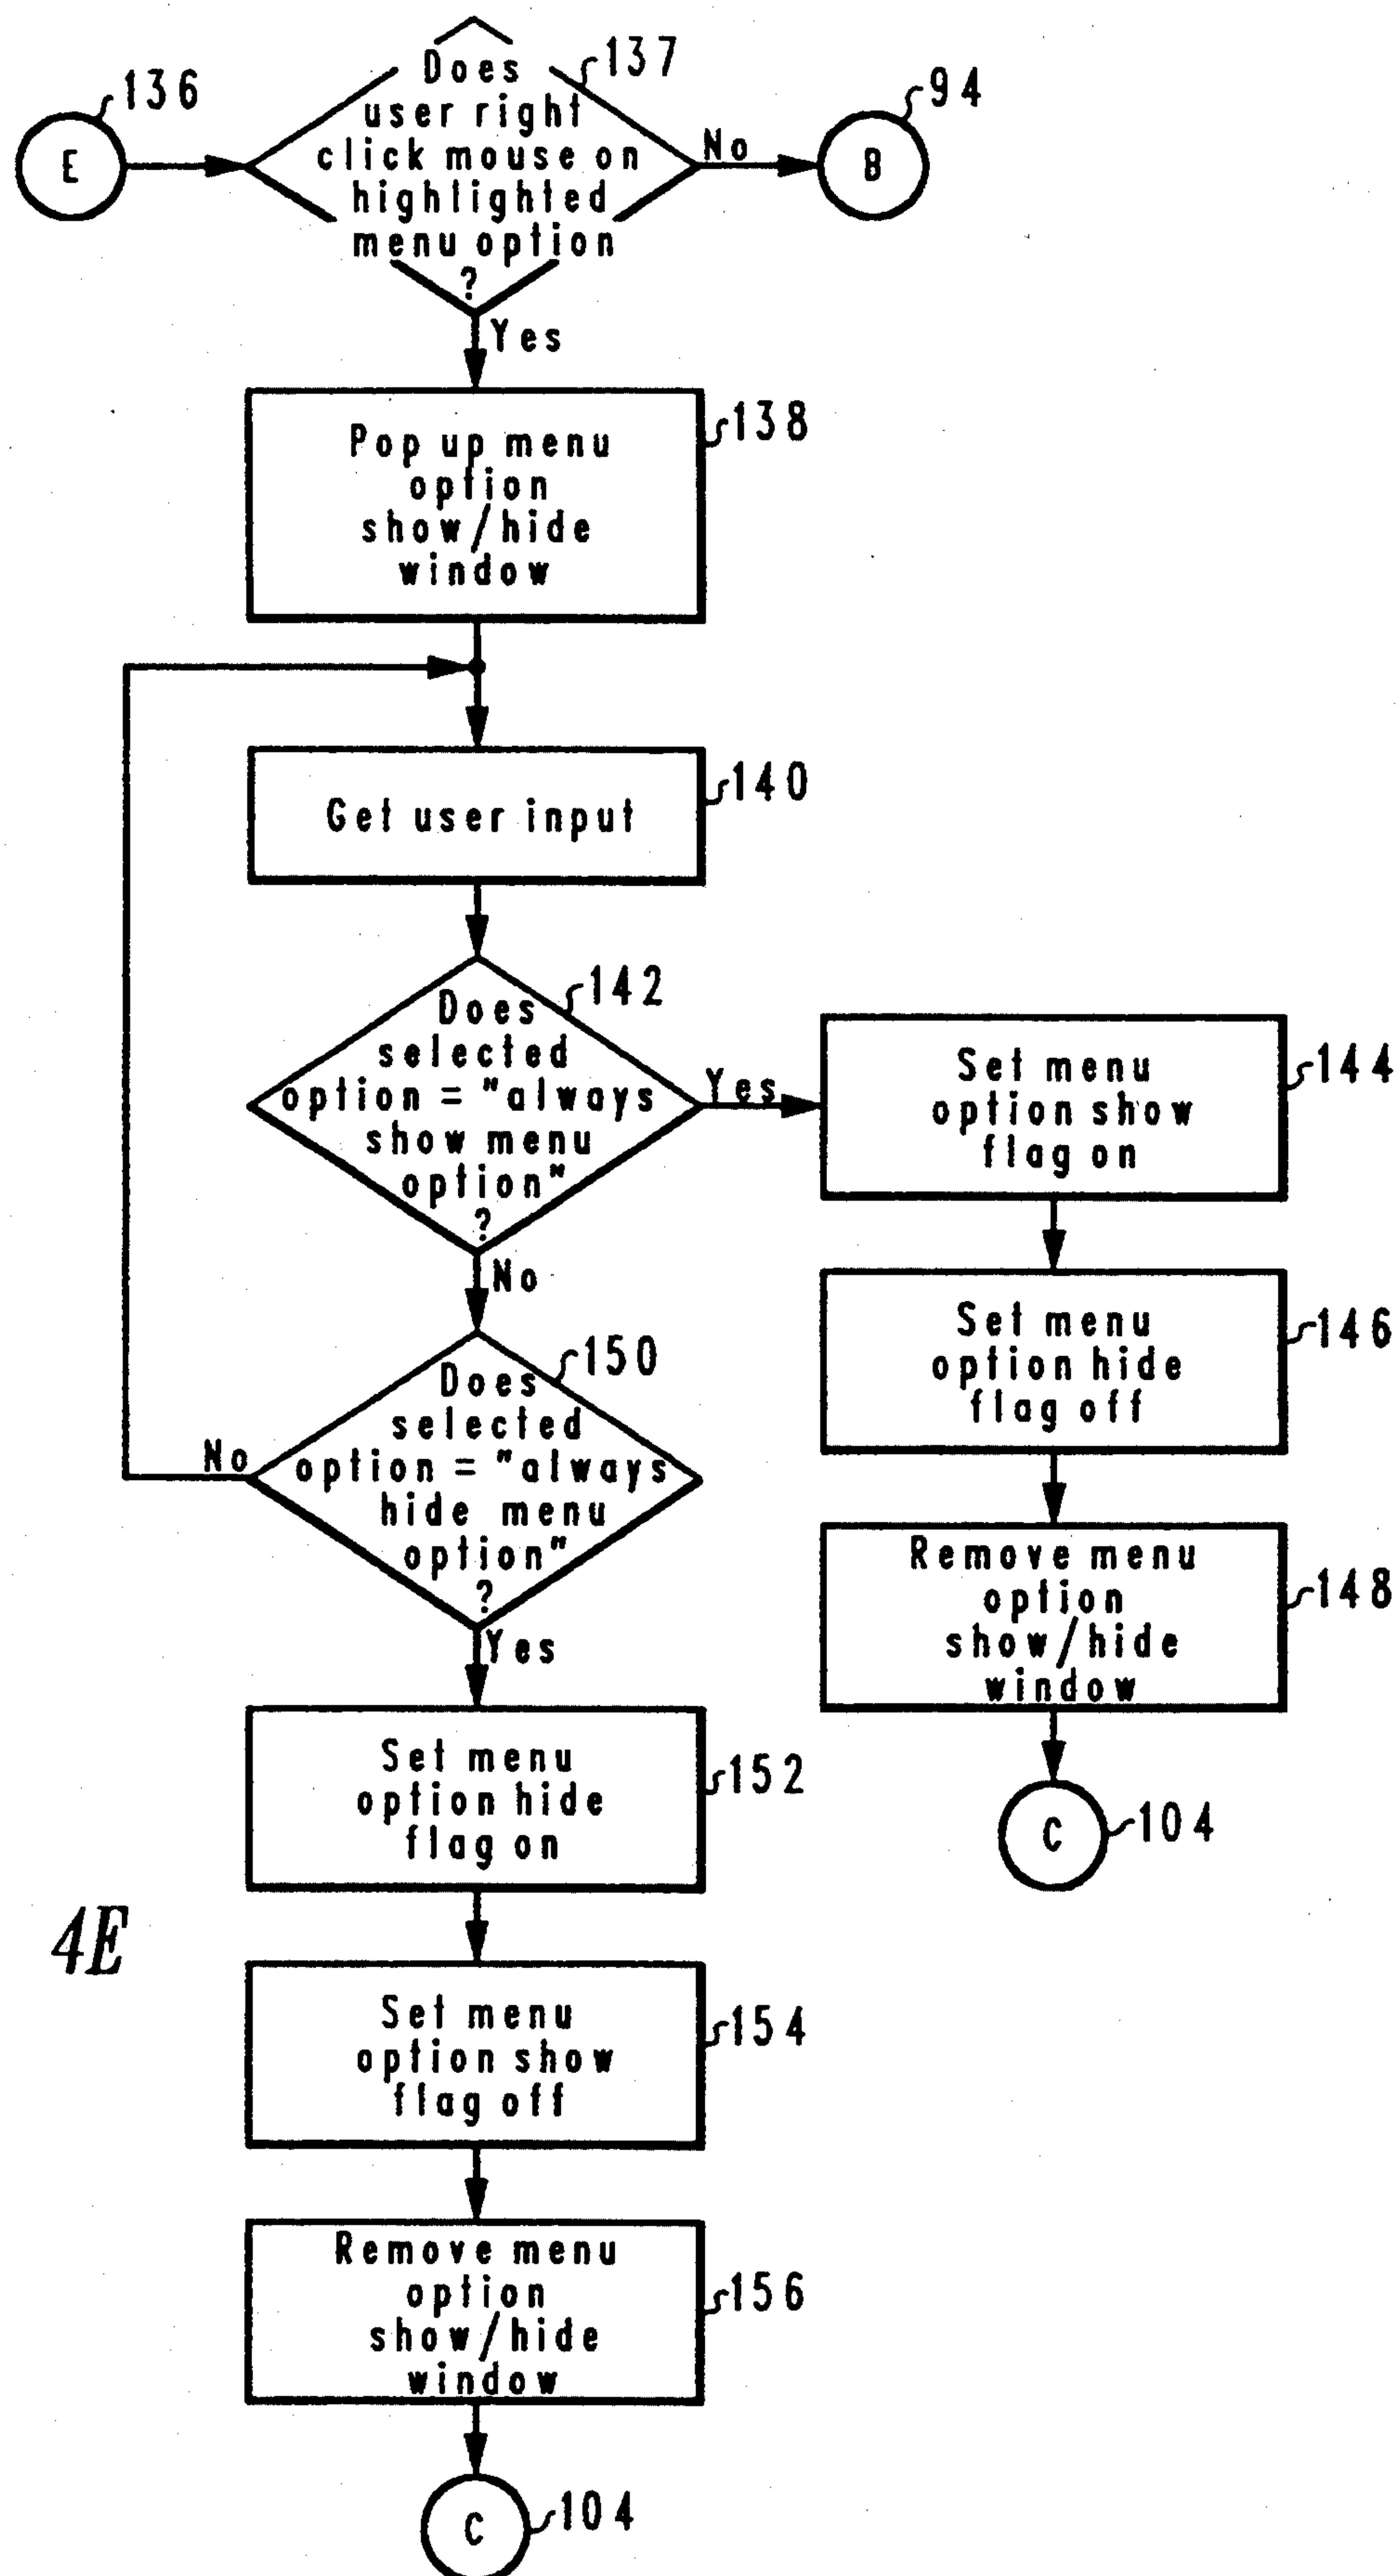 136
E
Does
user right
click mouse on
highlighted
menu option
?
137
No
94
B
Yes
Pop up menu
option
show/hide
window
138
Get user input
140
Does
selected
option = "always
show menu
option"
?
142
Yes
Set menu
option show
flag on
144
No
Set menu
option hide
flag off
146
Does
selected
option = "always
hide menu
option"
?
150
No
Remove menu
option
show/hide
window
148
Yes
C
104
Set menu
option hide
flag on
152
4E
Set menu
option show
flag off
154
Remove menu
option
show/hide
window
156
C
104